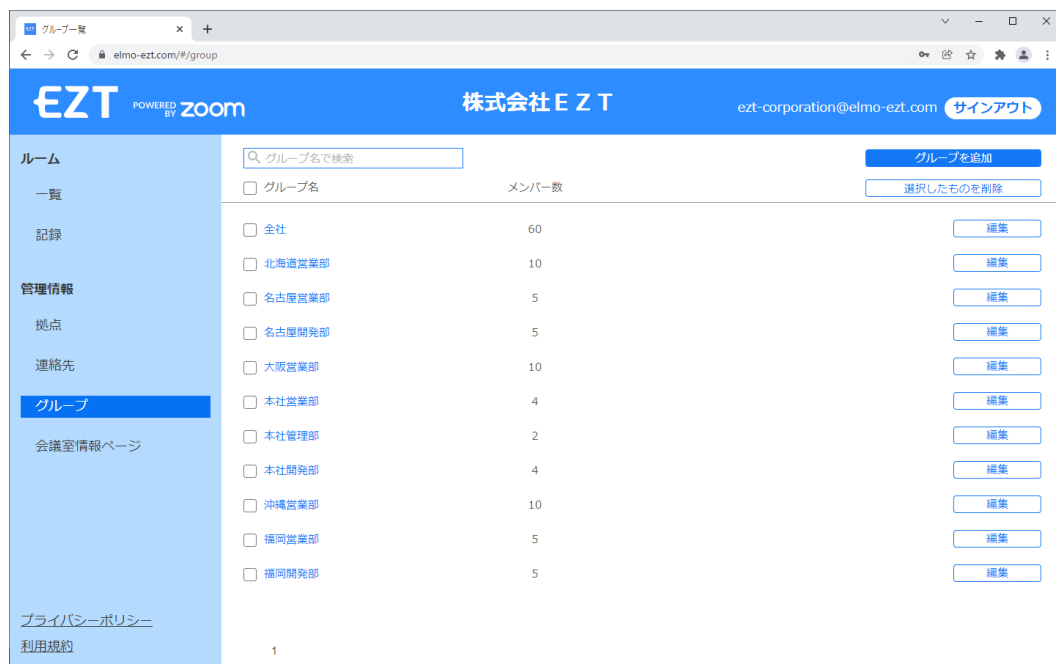 EZT グループ一覧
elmo-ezt.com/#/group
EZT POWERED BY zoom 株式会社ＥＺＴ ezt-corporation@elmo-ezt.com サインアウト
ルーム
一覧
記録
管理情報
拠点
連絡先
グループ
会議室情報ページ
プライバシーポリシー
利用規約
グループ名で検索 グループを追加
グループ名 メンバー数 選択したものを削除
全社 60 編集
北海道営業部 10 編集
名古屋営業部 5 編集
名古屋開発部 5 編集
大阪営業部 10 編集
本社営業部 4 編集
本社管理部 2 編集
本社開発部 4 編集
沖縄営業部 10 編集
福岡営業部 5 編集
福岡開発部 5 編集
1